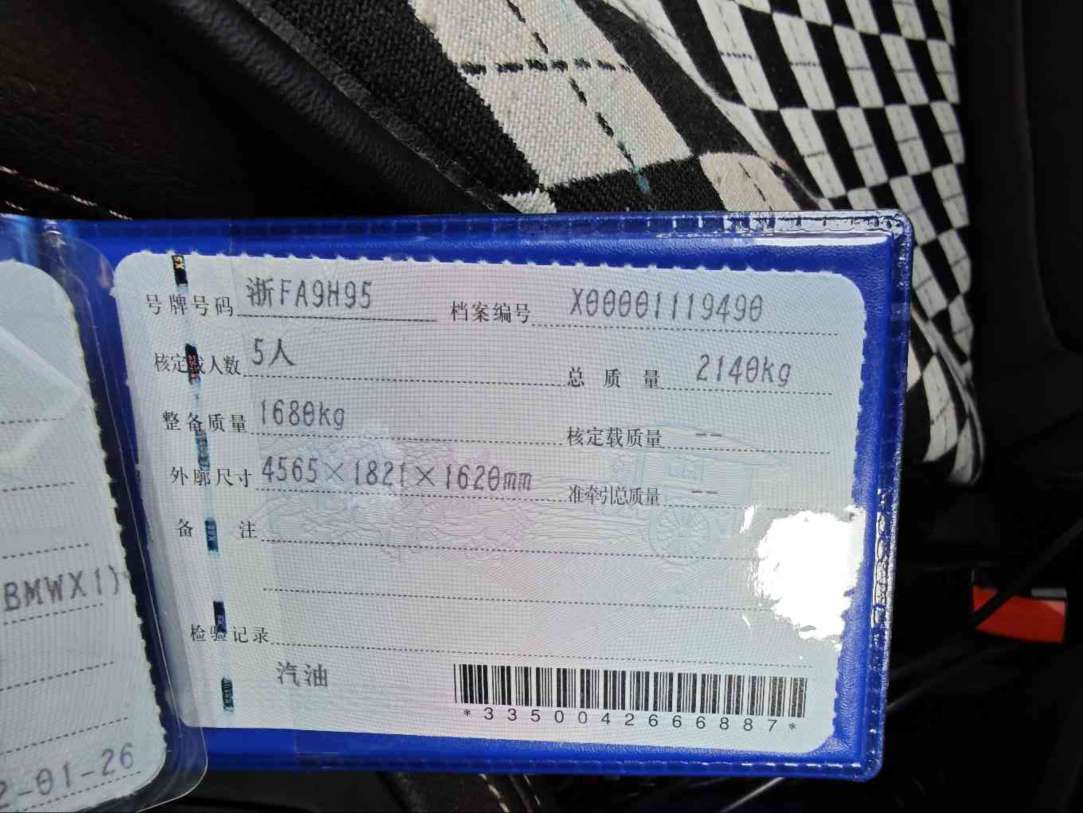 号牌号码 浙FA9H95 档案编号 X00001119490
核定载人数 5人 总质量 2140kg
整备质量 1680kg 核定载质量 --
外廓尺寸 4565×1821×1620mm 准牵引总质量 --
备注
检验记录
汽油
*3350042666887*
BMWX1)
2-01-26